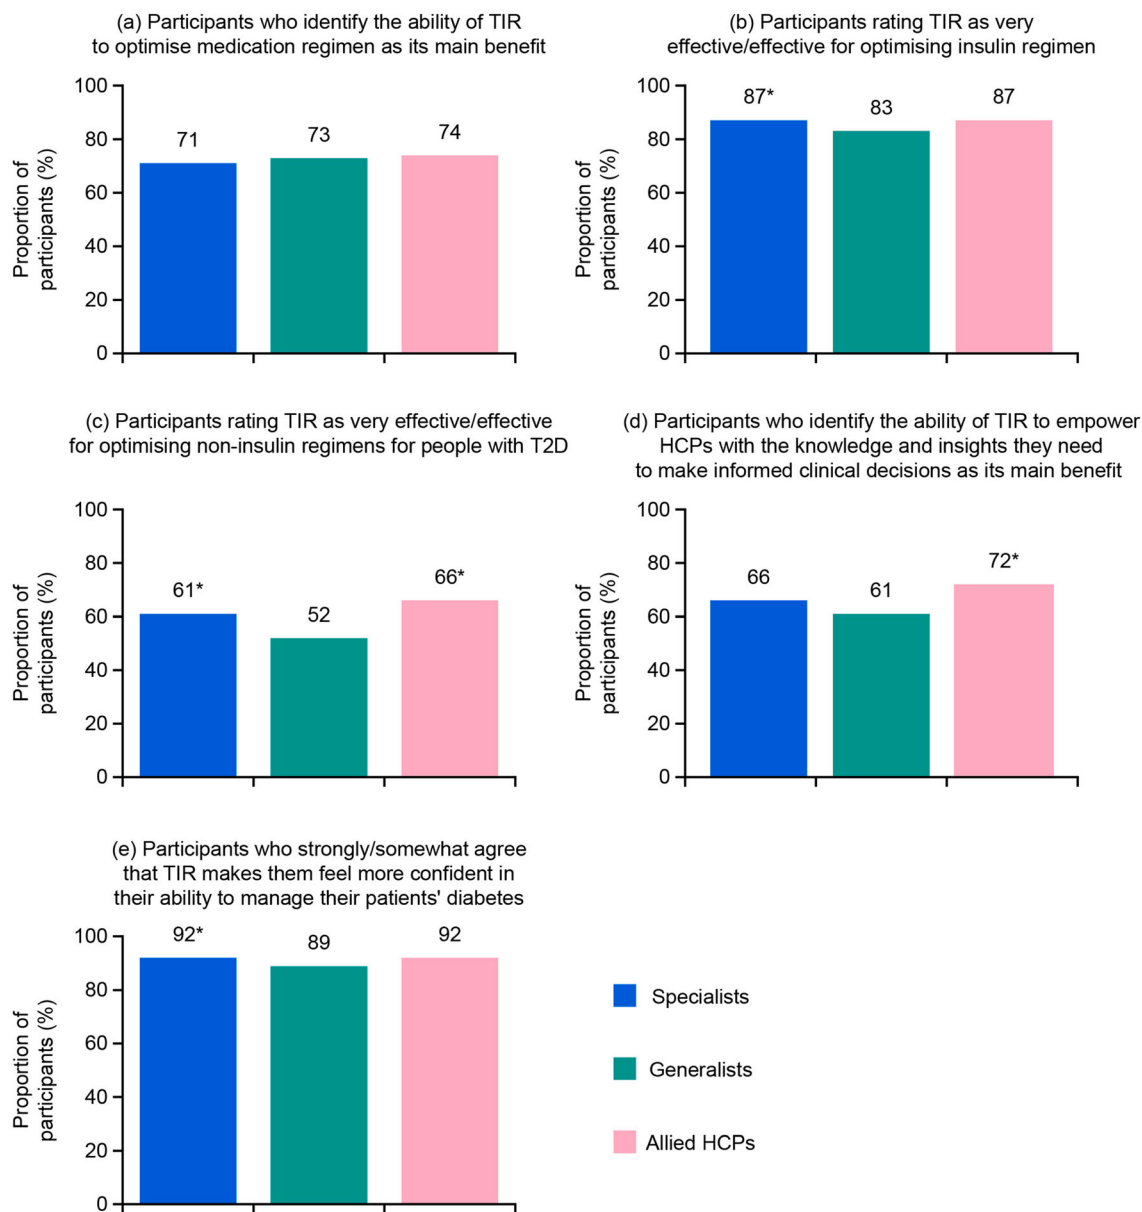 (a) Participants who identify the ability of TIR
to optimise medication regimen as its main benefit
100
80
60
40
20
0
Proportion of
participants (%)
71
73
74
(b) Participants rating TIR as very
effective/effective for optimising insulin regimen
100
80
60
40
20
0
Proportion of
participants (%)
87*
83
87
(c) Participants rating TIR as very effective/effective
for optimising non-insulin regimens for people with T2D
100
80
60
40
20
0
Proportion of
participants (%)
61*
52
66*
(d) Participants who identify the ability of TIR to empower
HCPs with the knowledge and insights they need
to make informed clinical decisions as its main benefit
100
80
60
40
20
0
Proportion of
participants (%)
66
61
72*
(e) Participants who strongly/somewhat agree
that TIR makes them feel more confident in
their ability to manage their patients' diabetes
100
80
60
40
20
0
Proportion of
participants (%)
92*
89
92
Specialists
Generalists
Allied HCPs